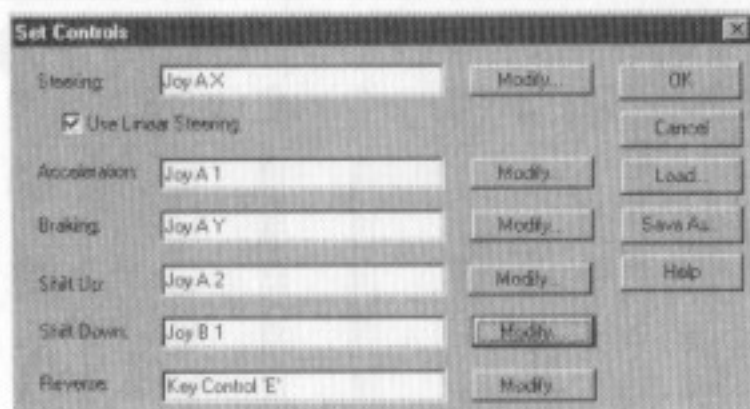 Set Controls
Steering: Joy A X Modify... OK
Use Linear Steering Cancel
Acceleration: Joy A 1 Modify... Load...
Braking: Joy A Y Modify... Save As...
Shift Up: Joy A 2 Modify... Help
Shift Down: Joy B 1 Modify...
Reverse: Key Control 'E' Modify...